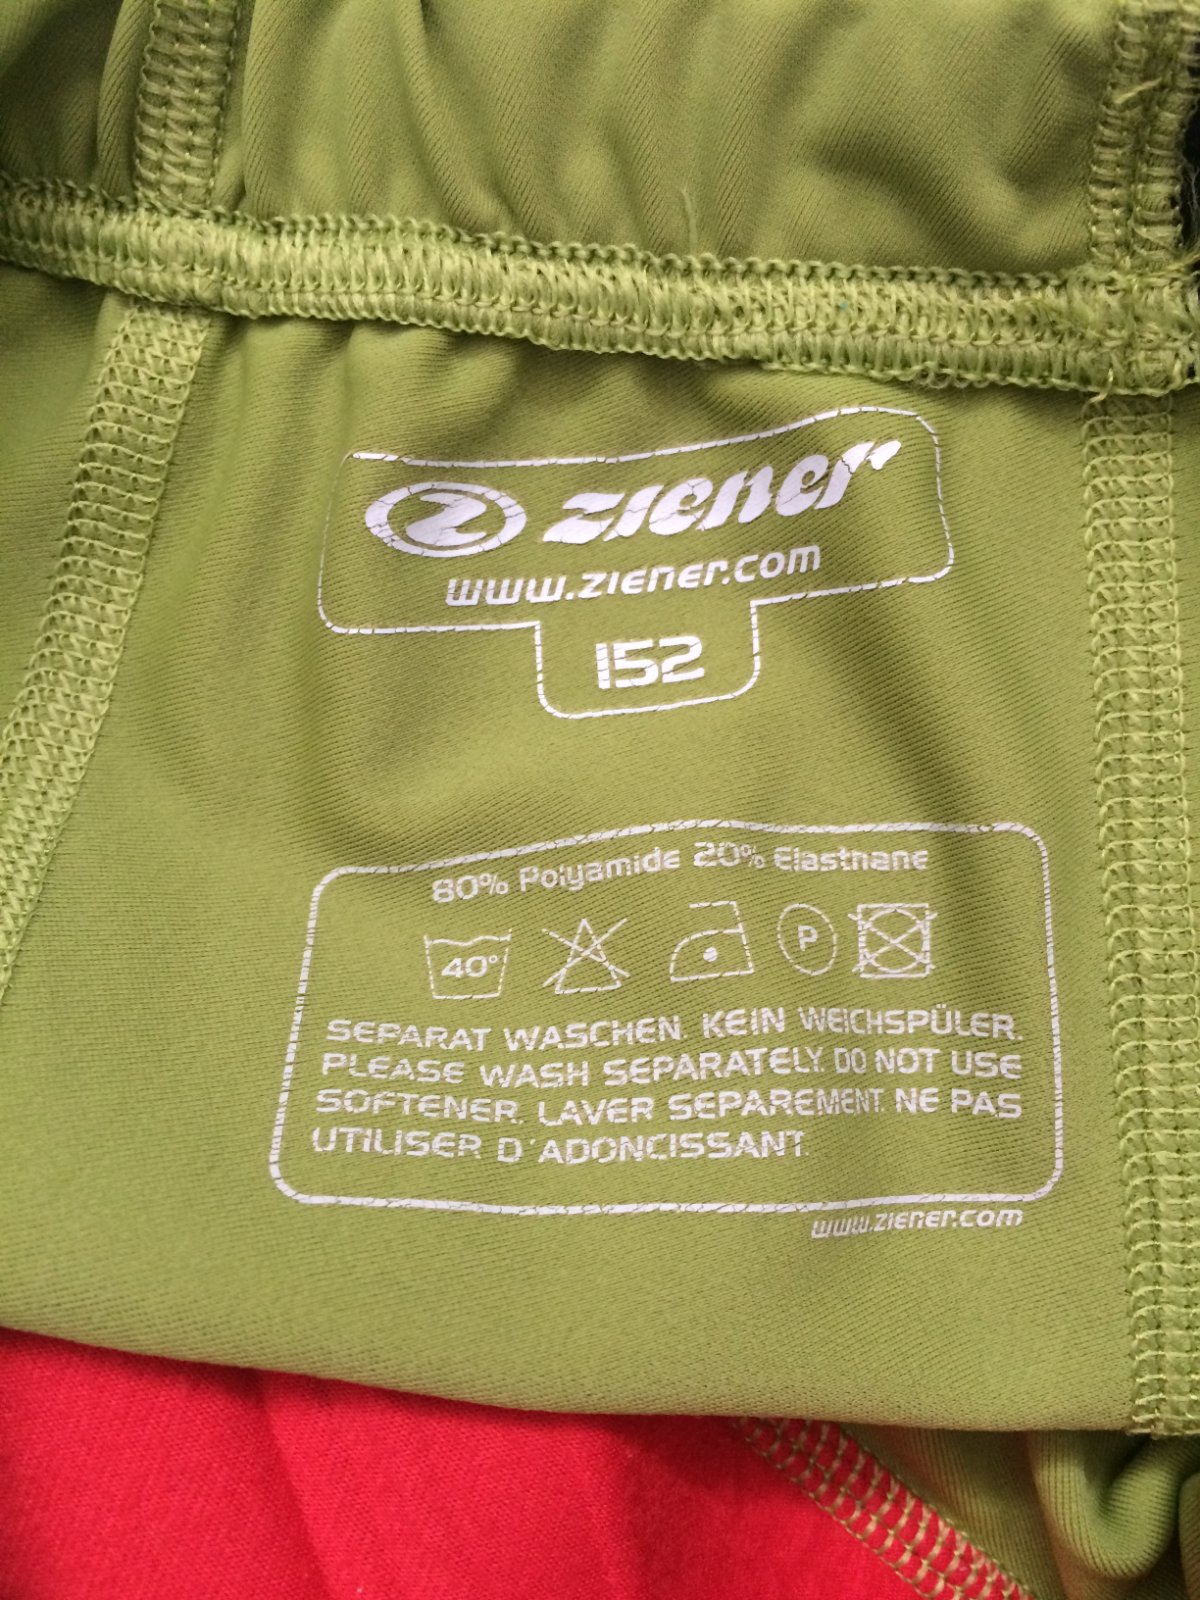 Z ziener
www.ziener.com
152
80% Polyamide 20% Elasthane
40° P
SEPARAT WASCHEN. KEIN WEICHSPÜLER.
PLEASE WASH SEPARATELY. DO NOT USE
SOFTENER. LAVER SEPAREMENT. NE PAS
UTILISER D'ADONCISSANT.
www.ziener.com